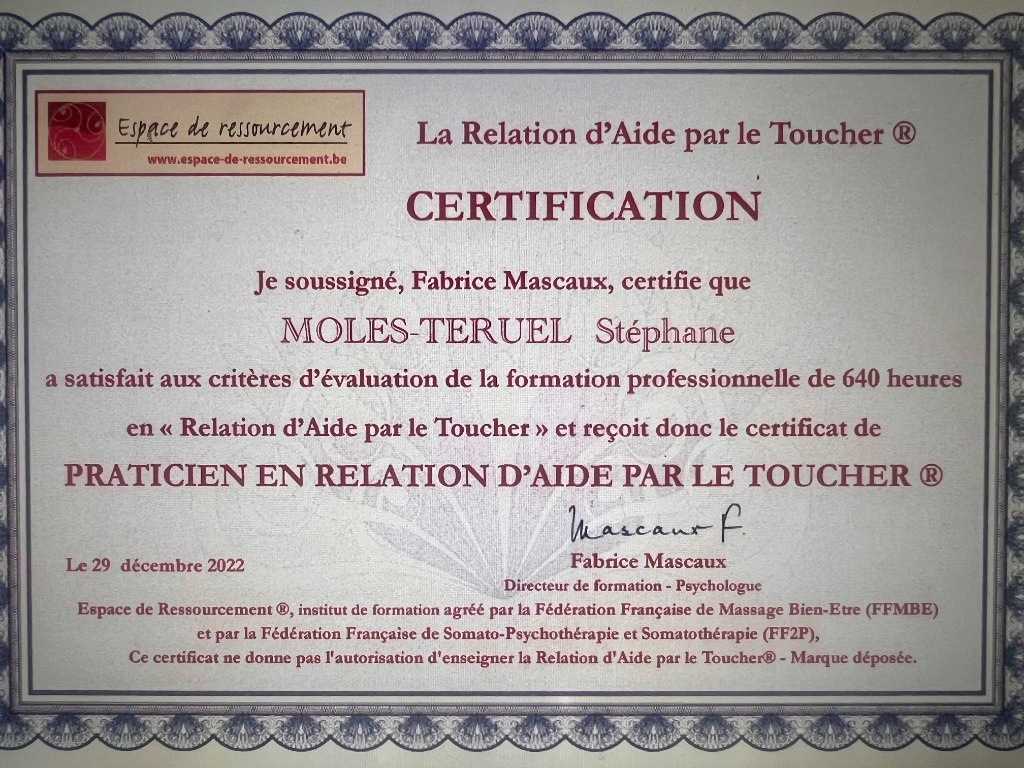 Espace de ressourcement
www.espace-de-ressourcement.be
La Relation d'Aide par le Toucher ®
CERTIFICATION
Je soussigné, Fabrice Mascaux, certifie que
MOLES-TERUEL Stéphane
a satisfait aux critères d'évaluation de la formation professionnelle de 640 heures
en « Relation d'Aide par le Toucher » et reçoit donc le certificat de
PRATICIEN EN RELATION D'AIDE PAR LE TOUCHER ®
Mascaux F.
Le 29 décembre 2022
Fabrice Mascaux
Directeur de formation - Psychologue
Espace de Ressourcement ®, institut de formation agréé par la Fédération Française de Massage Bien-Etre (FFMBE)
et par la Fédération Française de Somato-Psychothérapie et Somatothérapie (FF2P),
Ce certificat ne donne pas l'autorisation d'enseigner la Relation d'Aide par le Toucher® - Marque déposée.